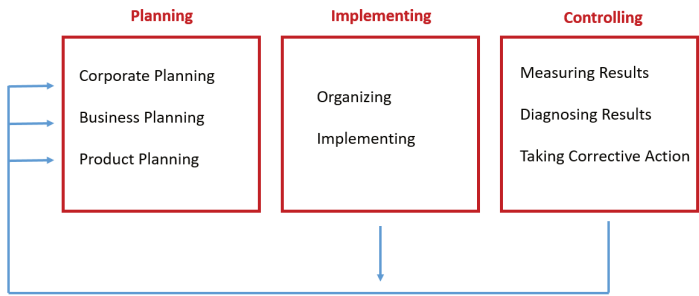 Planning
Corporate Planning
Business Planning
Product Planning
Implementing
Organizing
Implementing
Controlling
Measuring Results
Diagnosing Results
Taking Corrective Action